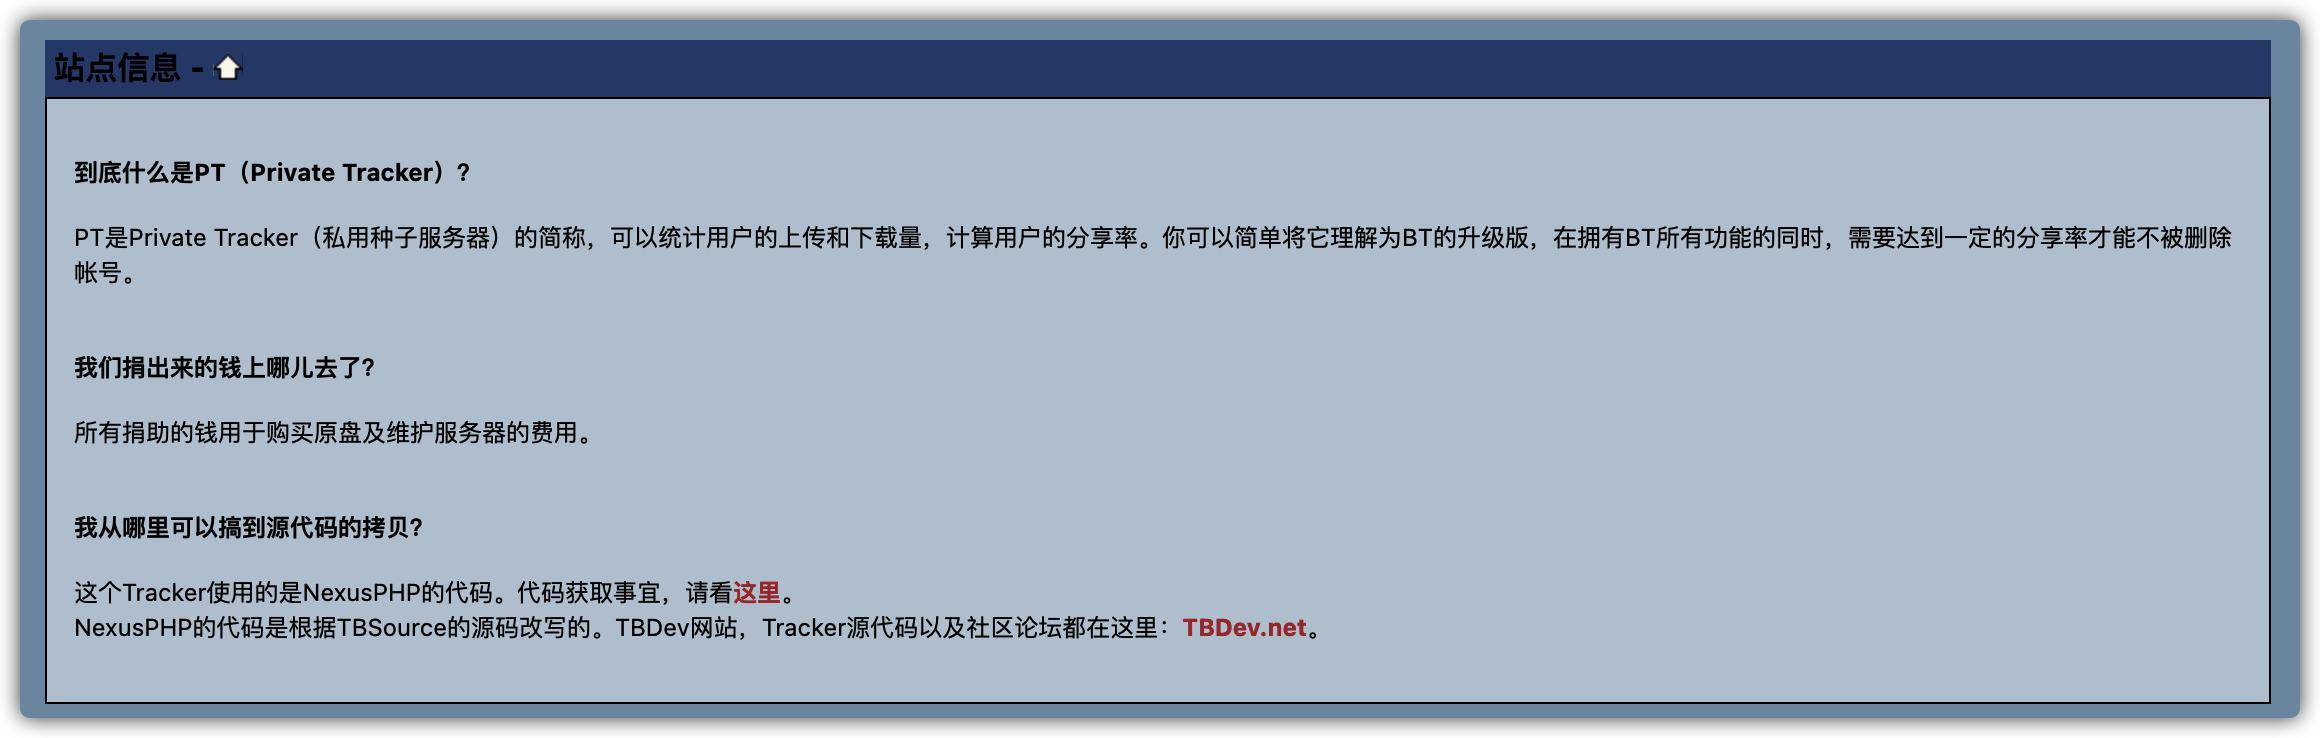 站点信息 -
到底什么是PT（Private Tracker）?
PT是Private Tracker（私用种子服务器）的简称，可以统计用户的上传和下载量，计算用户的分享率。你可以简单将它理解为BT的升级版，在拥有BT所有功能的同时，需要达到一定的分享率才能不被删除
帐号。
我们捐出来的钱上哪儿去了?
所有捐助的钱用于购买原盘及维护服务器的费用。
我从哪里可以搞到源代码的拷贝?
这个Tracker使用的是NexusPHP的代码。代码获取事宜，请看这里。
NexusPHP的代码是根据TBSource的源码改写的。TBDev网站，Tracker源代码以及社区论坛都在这里：TBDev.net。